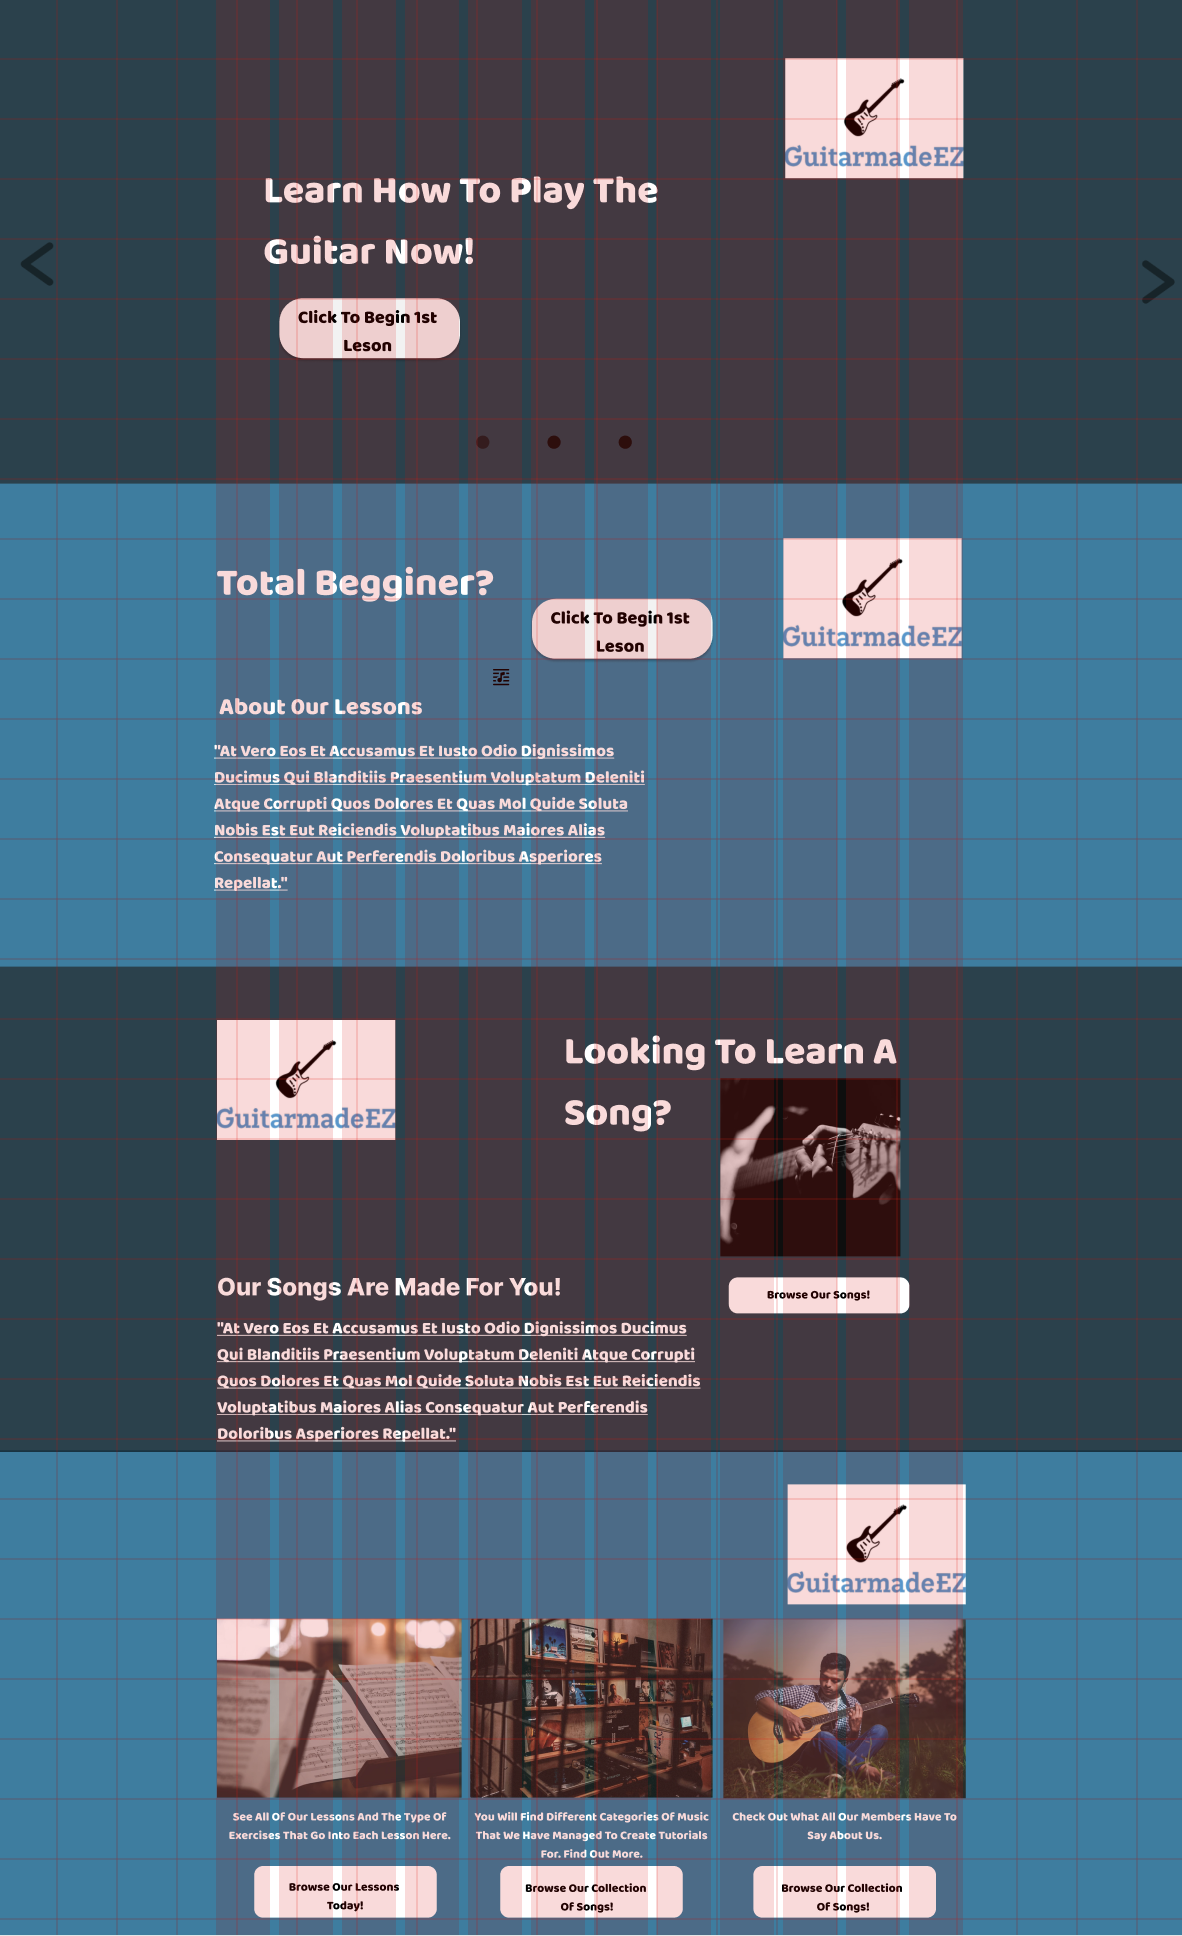 GuitarmadeEZ
Learn How To Play The
Guitar Now!
Click To Begin 1st
Leson
Total Begginer?
Click To Begin 1st
Leson
GuitarmadeEZ
About Our Lessons
"At Vero Eos Et Accusamus Et Iusto Odio Dignissimos
Ducimus Qui Blanditiis Praesentium Voluptatum Deleniti
Atque Corrupti Quos Dolores Et Quas Mol Quide Soluta
Nobis Est Eut Reiciendis Voluptatibus Maiores Alias
Consequatur Aut Perferendis Doloribus Asperiores
Repellat."
GuitarmadeEZ
Looking To Learn A
Song?
Our Songs Are Made For You!
Browse Our Songs!
"At Vero Eos Et Accusamus Et Iusto Odio Dignissimos Ducimus
Qui Blanditiis Praesentium Voluptatum Deleniti Atque Corrupti
Quos Dolores Et Quas Mol Quide Soluta Nobis Est Eut Reiciendis
Voluptatibus Maiores Alias Consequatur Aut Perferendis
Doloribus Asperiores Repellat."
GuitarmadeEZ
See All Of Our Lessons And The Type Of
Exercises That Go Into Each Lesson Here.
Browse Our Lessons
Today!
You Will Find Different Categories Of Music
That We Have Managed To Create Tutorials
For. Find Out More.
Browse Our Collection
Of Songs!
Check Out What All Our Members Have To
Say About Us.
Browse Our Collection
Of Songs!